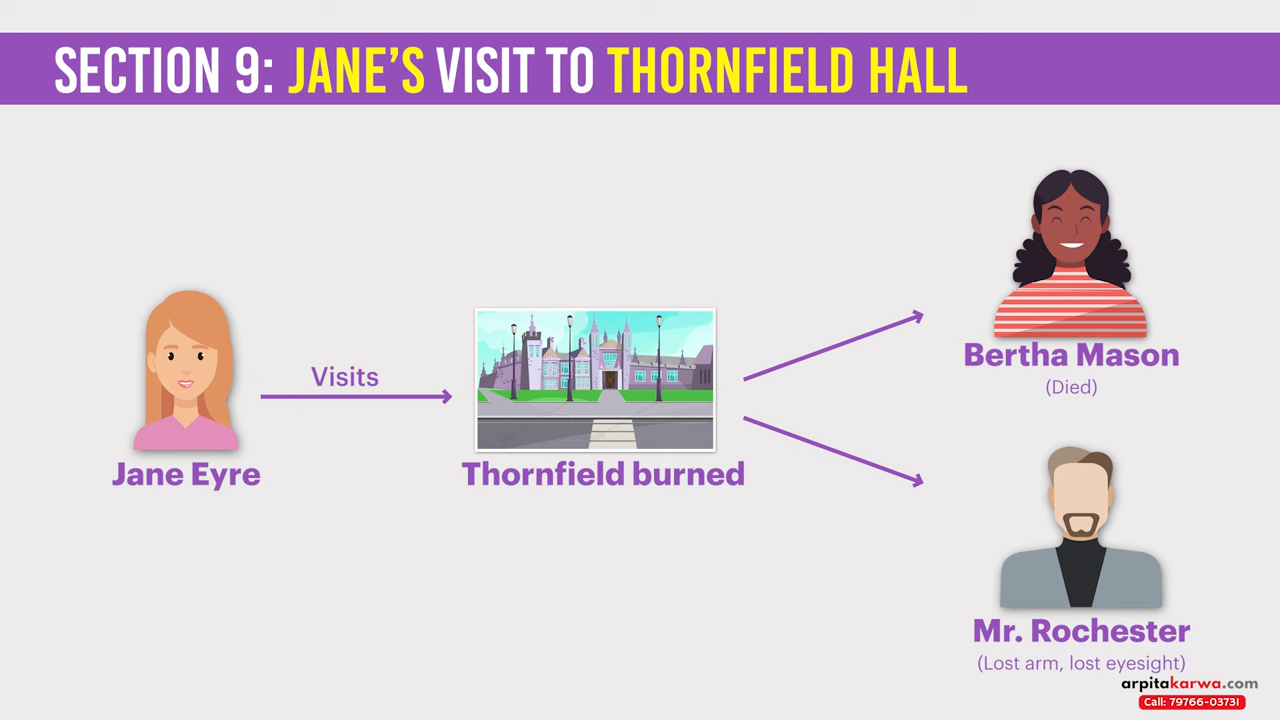 SECTION 9: JANE'S VISIT TO THORNFIELD HALL
Visits
Jane Eyre
Thornfield burned
Bertha Mason
(Died)
Mr. Rochester
(Lost arm, lost eyesight)
arpitakarwa.com
Call: 79766-03731